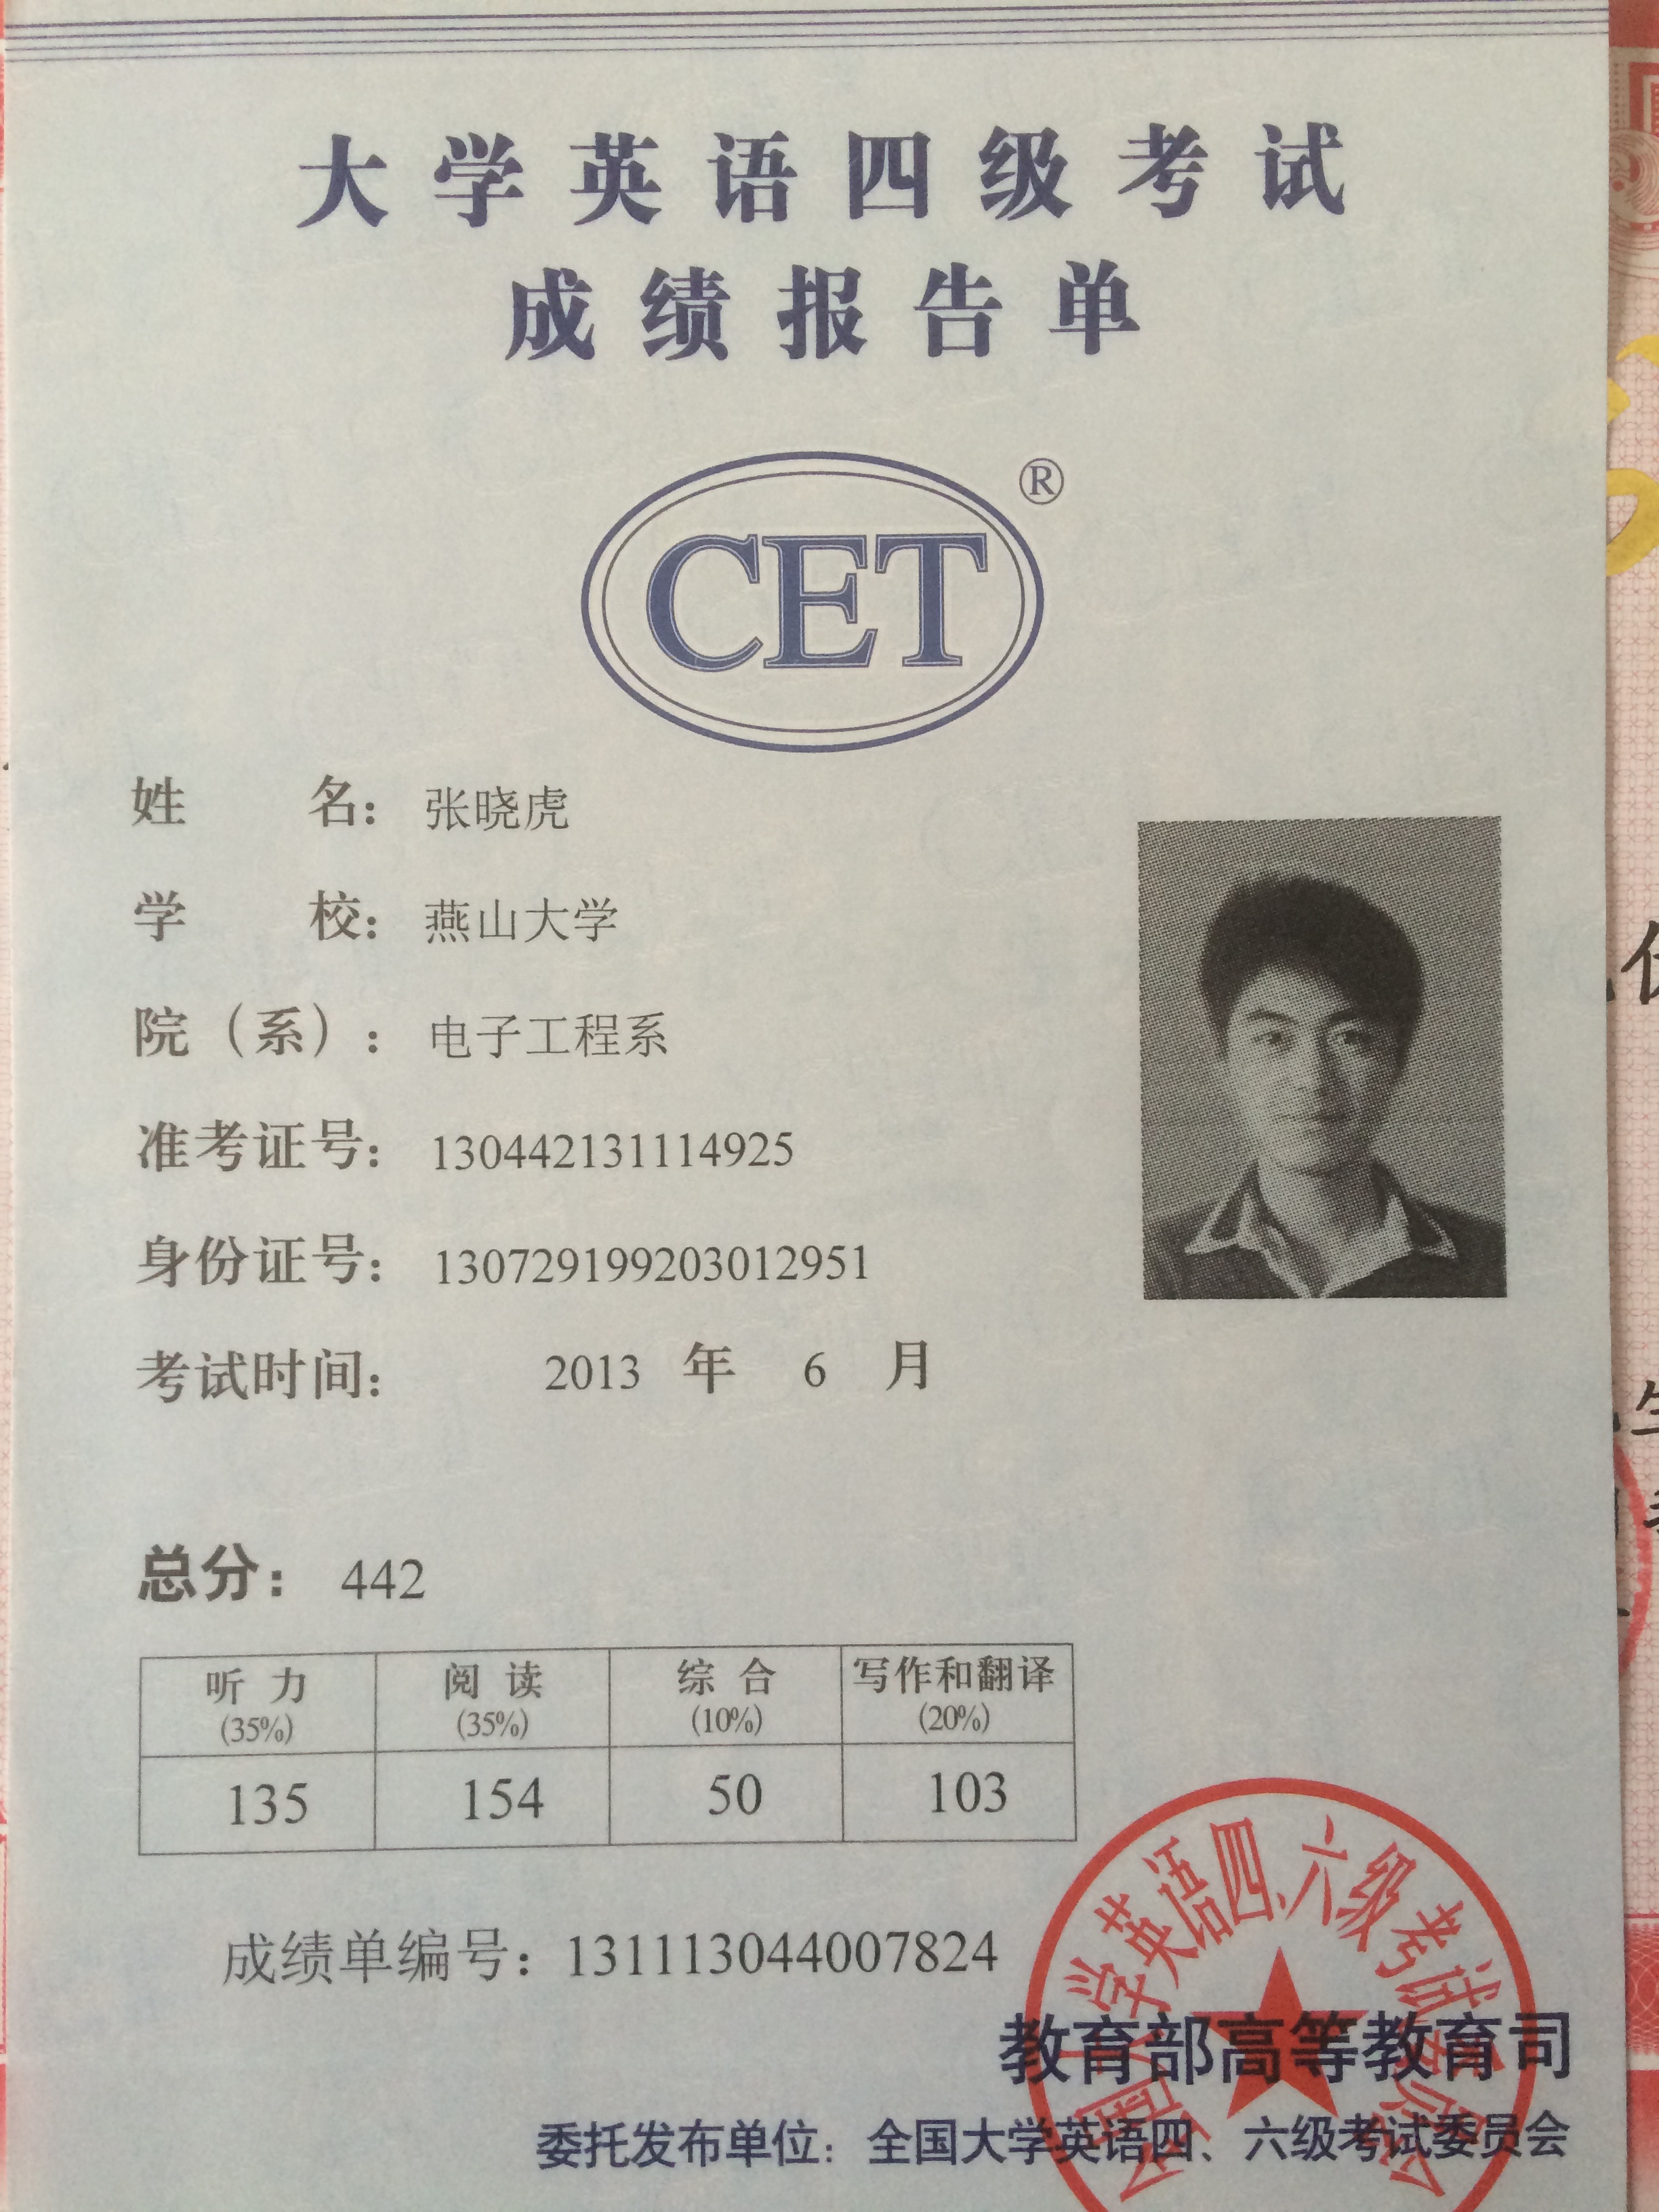 大学英语四级考试
成绩报告单
CET®
姓 名：张晓虎
学 校：燕山大学
院（系）：电子工程系
准考证号：130442131114925
身份证号：130729199203012951
考试时间： 2013 年 6 月
总分：442
听力 阅读 综合 写作和翻译
(35%) (35%) (10%) (20%)
135 154 50 103
成绩单编号：131113044007824
教育部高等教育司
委托发布单位：全国大学英语四、六级考试委员会
全国大学英语四、六级考试委员会